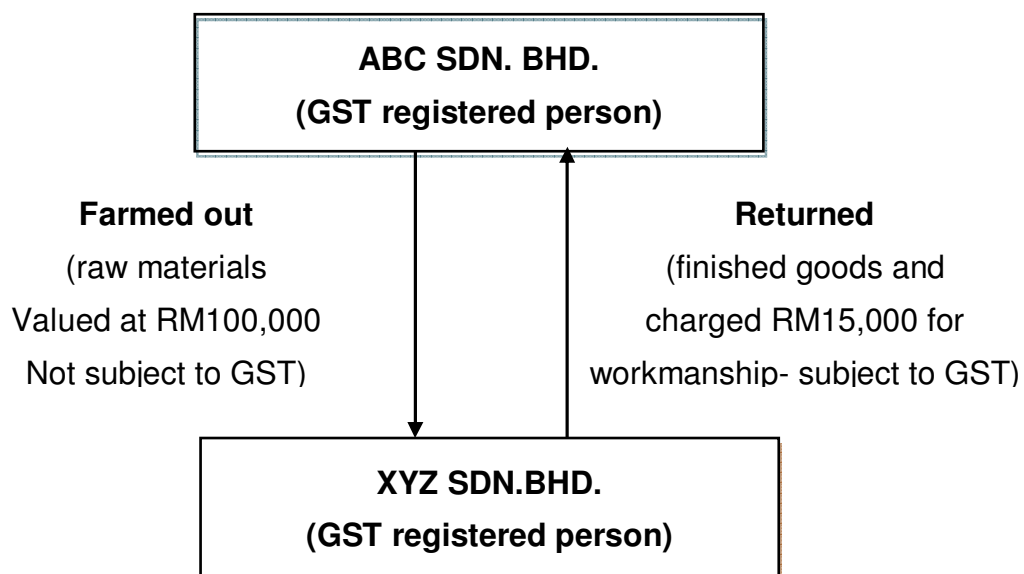 ABC SDN. BHD.
(GST registered person)
Farmed out
(raw materials
Valued at RM100,000
Not subject to GST)
Returned
(finished goods and
charged RM15,000 for
workmanship- subject to GST)
XYZ SDN.BHD.
(GST registered person)